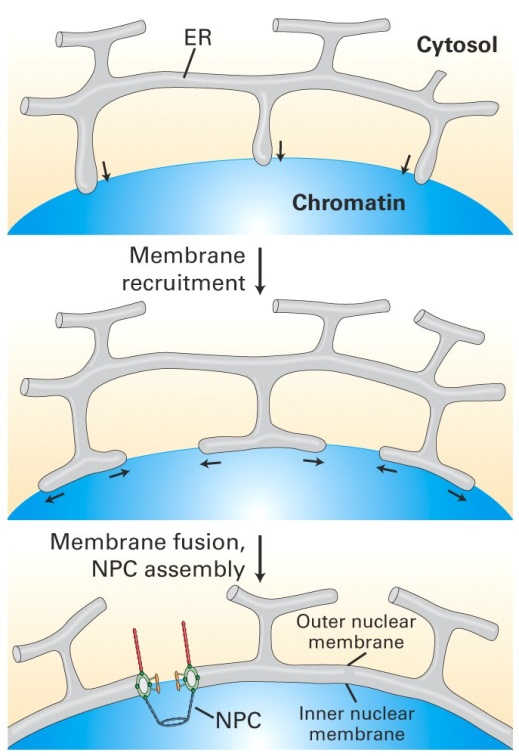 ER
Cytosol
Chromatin
Membrane
recruitment
Membrane fusion,
NPC assembly
Outer nuclear
membrane
NPC
Inner nuclear
membrane